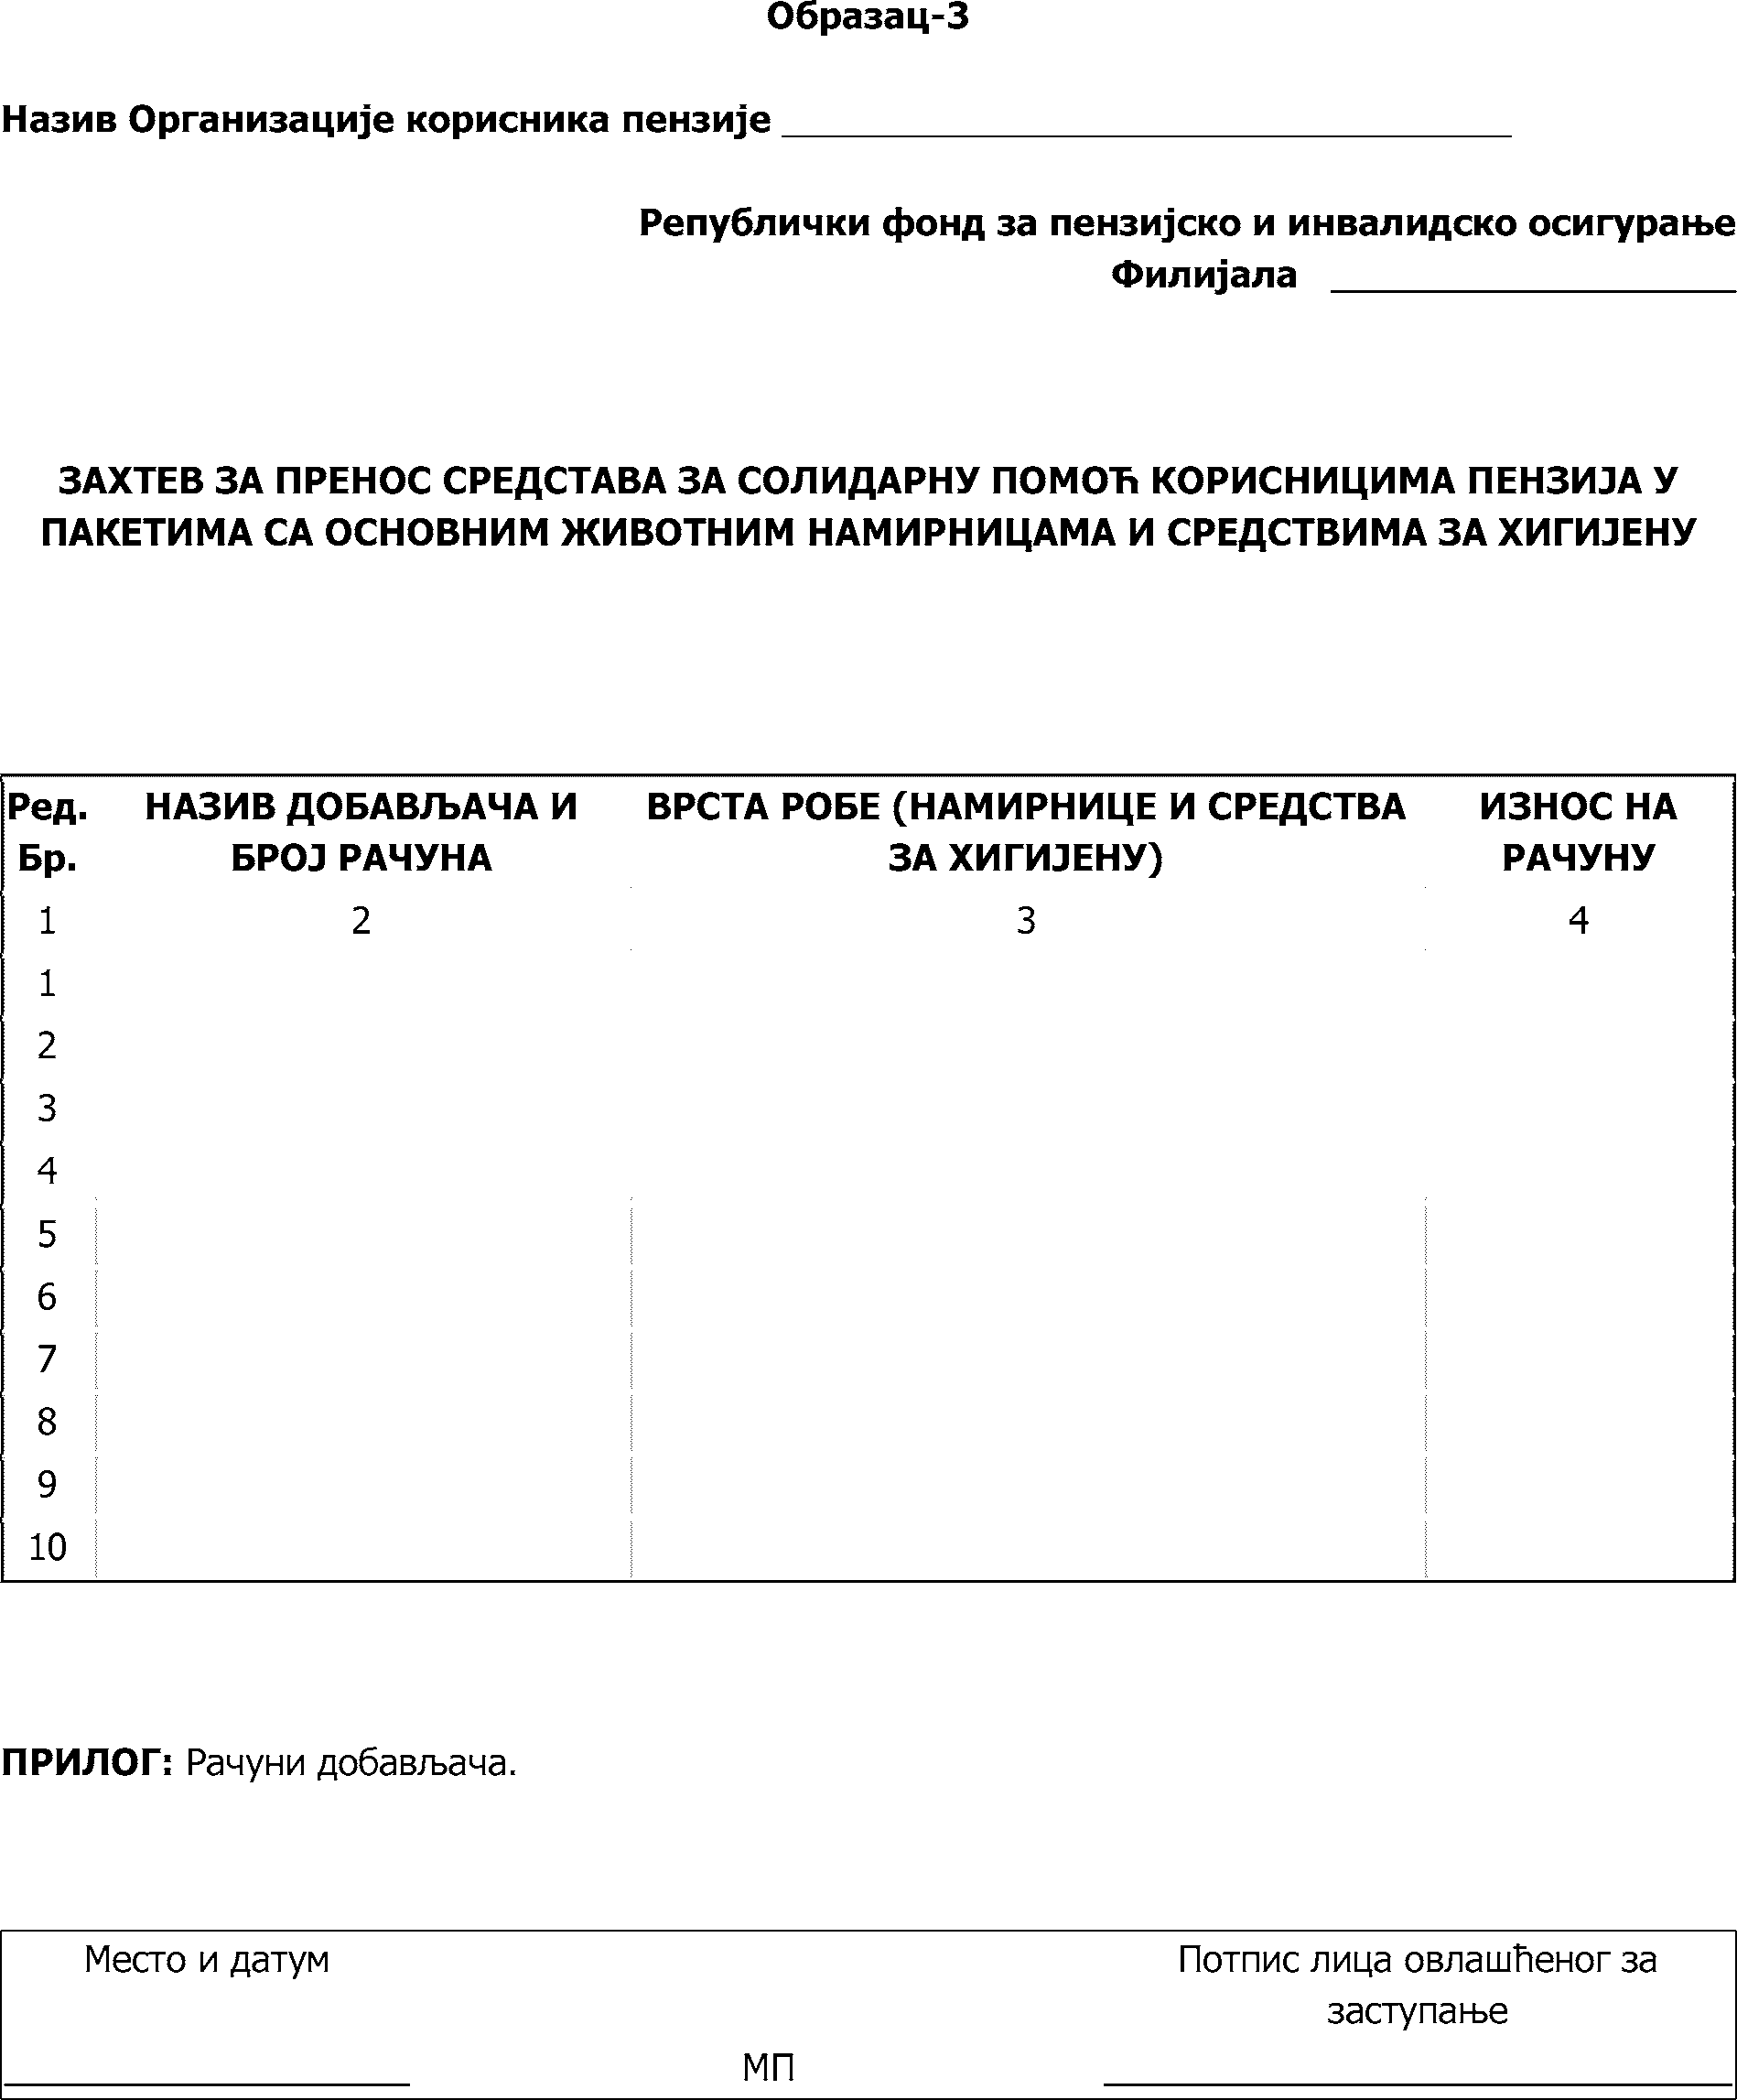 Образац-3
Назив Организације корисника пензије
Републички фонд за пензијско и инвалидско осигурање
Филијала
ЗАХТЕВ ЗА ПРЕНОС СРЕДСТАВА ЗА СОЛИДАРНУ ПОМОЋ КОРИСНИЦИМА ПЕНЗИЈА У
ПАКЕТИМА СА ОСНОВНИМ ЖИВОТНИМ НАМИРНИЦАМА И СРЕДСТВИМА ЗА ХИГИЈЕНУ
Ред. НАЗИВ ДОБАВЉАЧА И ВРСТА РОБЕ (НАМИРНИЦЕ И СРЕДСТВА ИЗНОС НА
Бр. БРОЈ РАЧУНА ЗА ХИГИЈЕНУ) РАЧУНУ
1 2 3 4
1
2
3
4
5
6
7
8
9
10
ПРИЛОГ: Рачуни добављача.
Место и датум Потпис лица овлашћеног за
заступање
МП